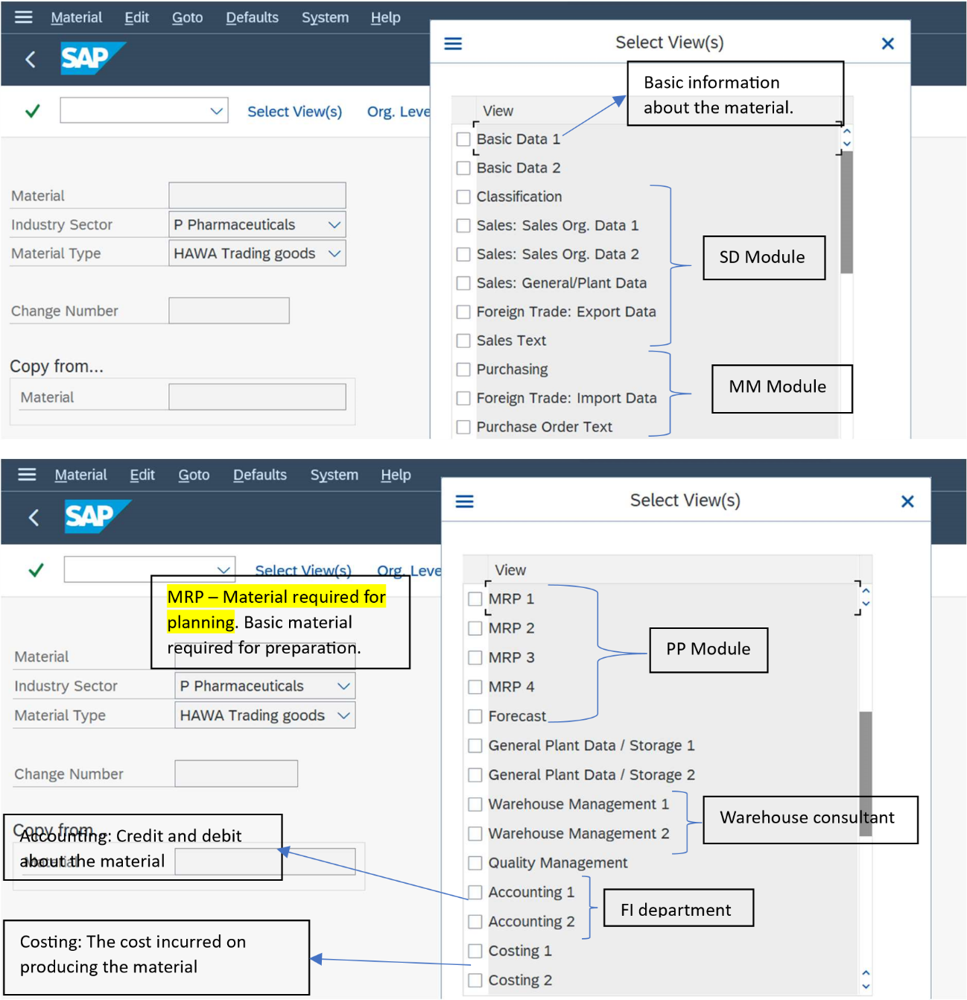 Material Edit Goto Defaults System Help
SAP
Select View(s) Org. Leve
Material
Industry Sector P Pharmaceuticals
Material Type HAWA Trading goods
Change Number
Copy from...
Material
Select View(s)
Basic information
about the material.
View
Basic Data 1
Basic Data 2
Classification
Sales: Sales Org. Data 1
Sales: Sales Org. Data 2
Sales: General/Plant Data
Foreign Trade: Export Data
Sales Text
SD Module
Purchasing
Foreign Trade: Import Data
Purchase Order Text
MM Module
Material Edit Goto Defaults System Help
SAP
Select View(s) Org. Leve
MRP – Material required for
planning. Basic material
required for preparation.
Material
Industry Sector P Pharmaceuticals
Material Type HAWA Trading goods
Change Number
Copy from...
Accounting: Credit and debit
about the material
Material
Costing: The cost incurred on
producing the material
Select View(s)
View
MRP 1
MRP 2
MRP 3
MRP 4
Forecast
PP Module
General Plant Data / Storage 1
General Plant Data / Storage 2
Warehouse Management 1
Warehouse Management 2
Warehouse consultant
Quality Management
Accounting 1
Accounting 2
FI department
Costing 1
Costing 2